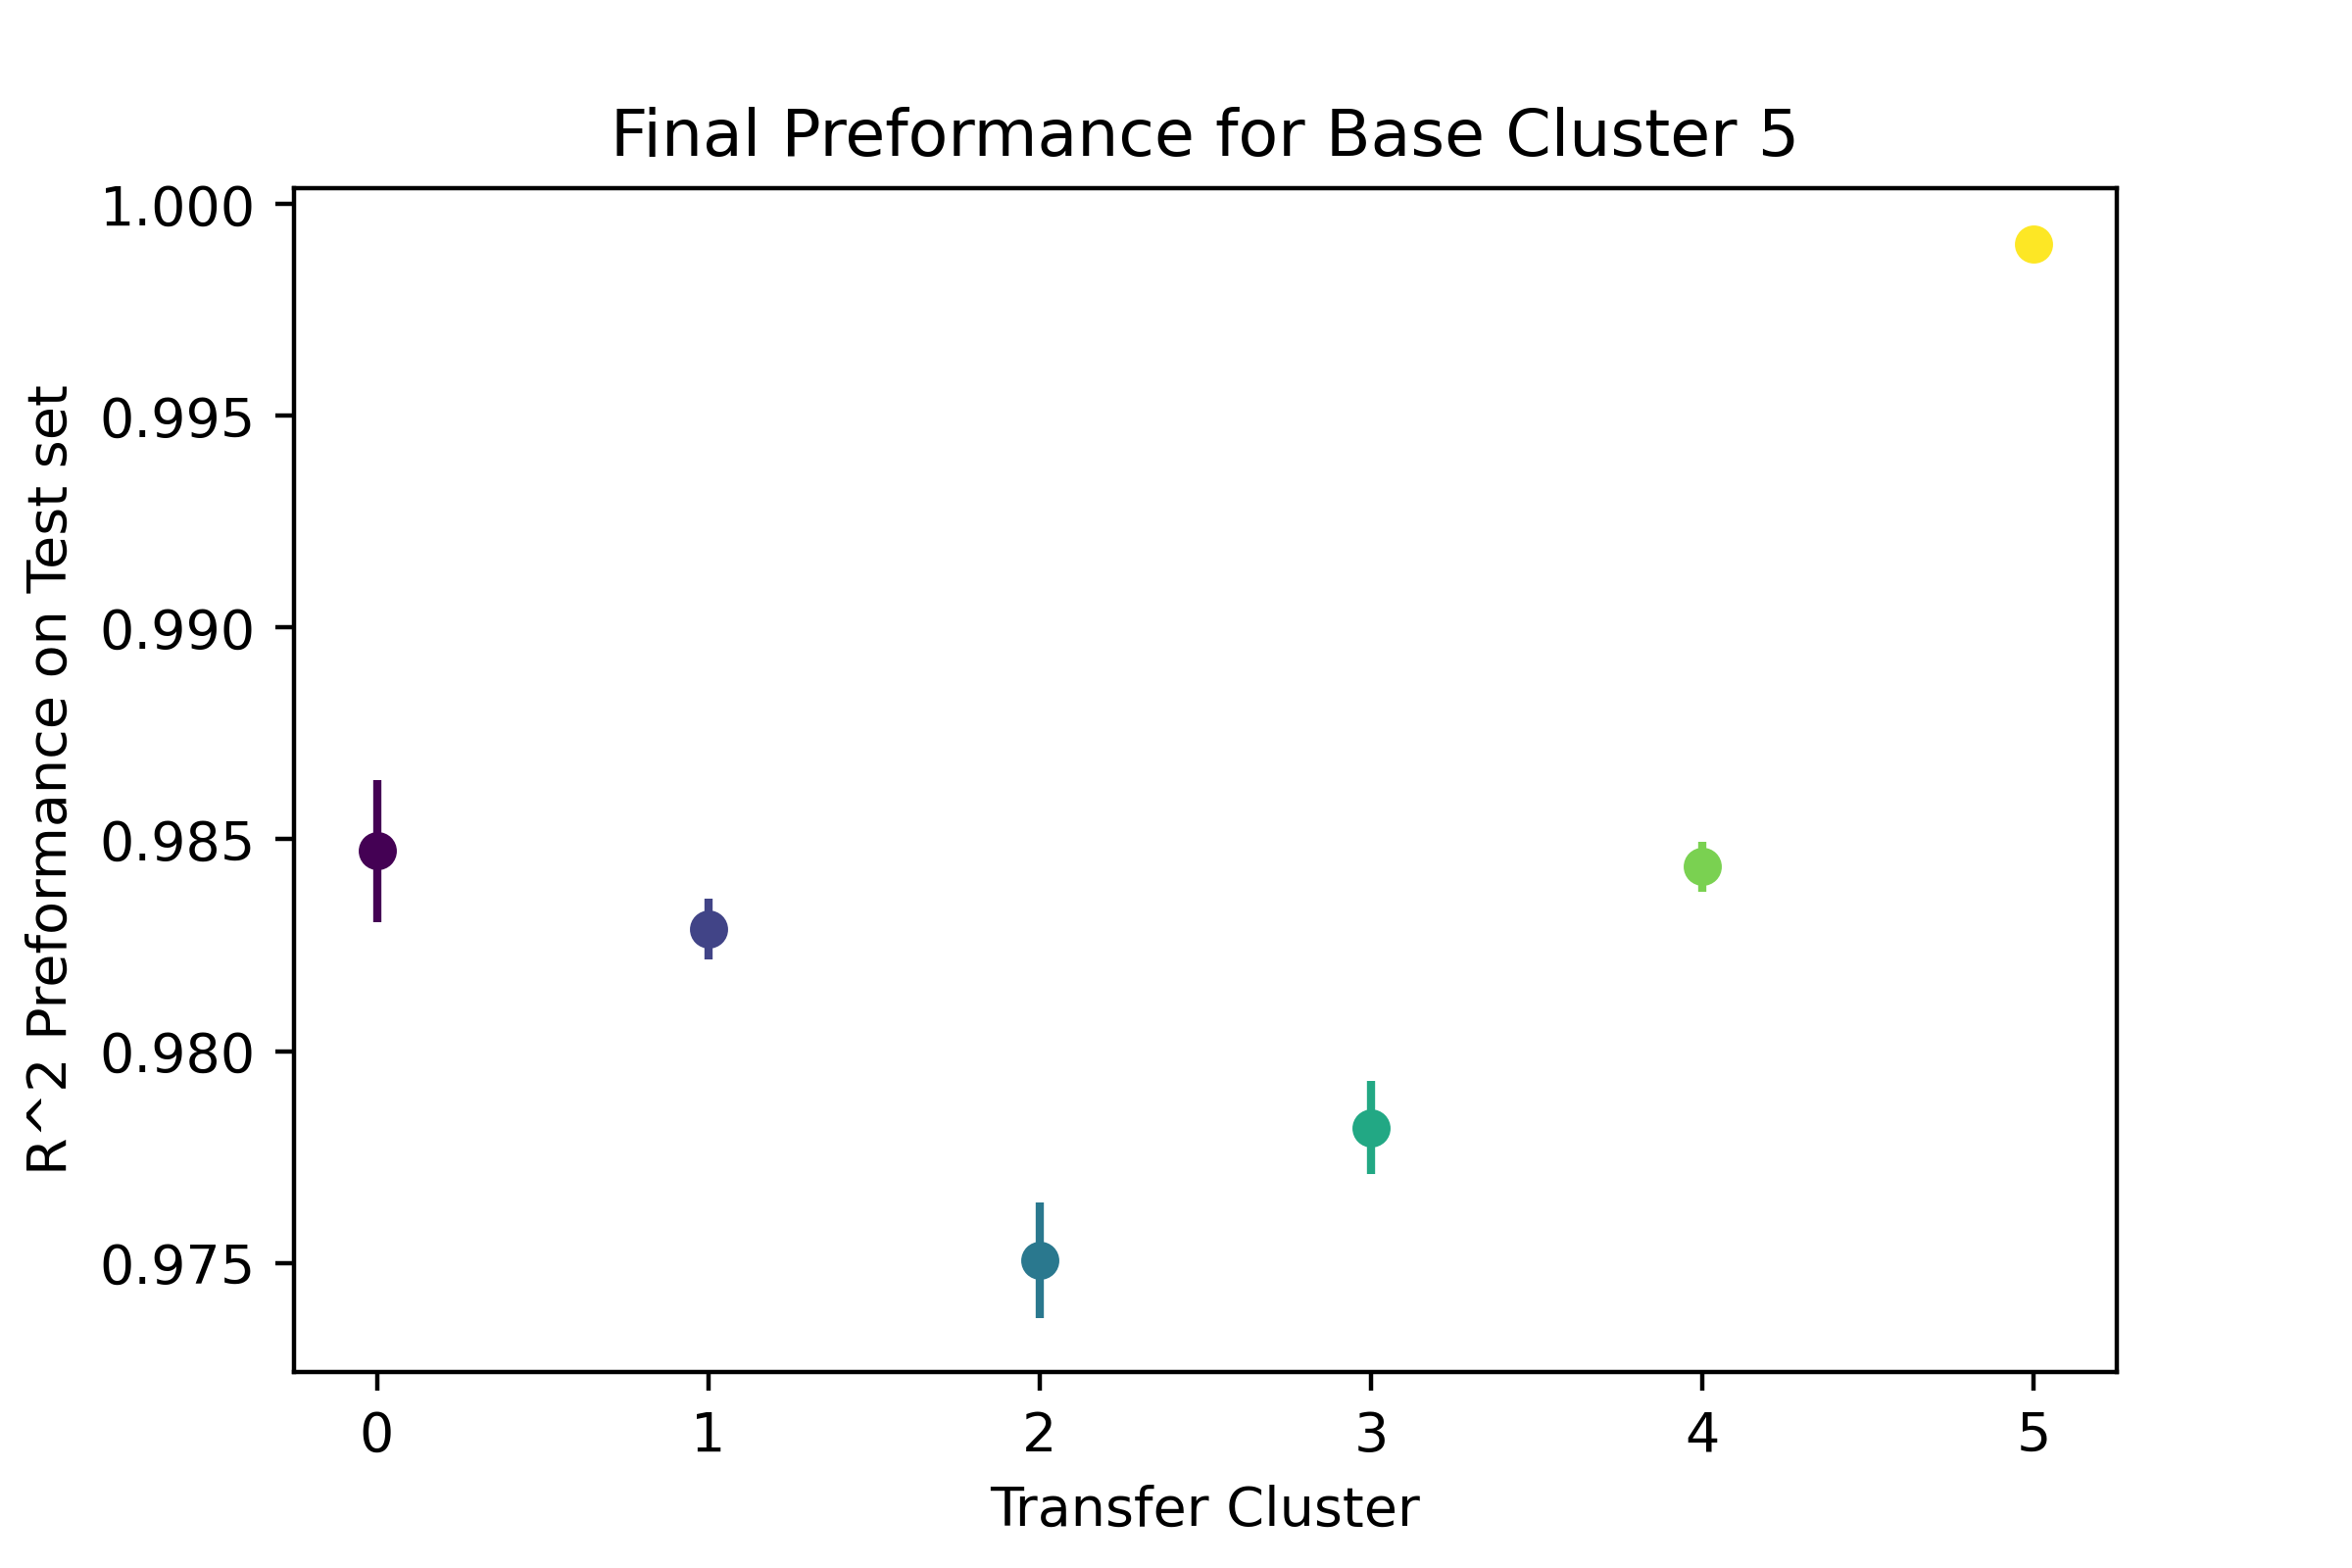 Final Preformance for Base Cluster 5
R^2 Preformance on Test set
1.000
0.995
0.990
0.985
0.980
0.975
0 1 2 3 4 5
Transfer Cluster